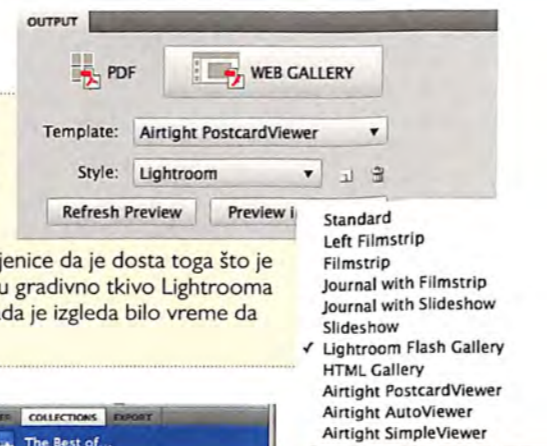 OUTPUT
PDF
WEB GALLERY
Template: Airtight PostcardViewer
Style: Lightroom
Refresh Preview
Preview i
Standard
Left Filmstrip
Filmstrip
Journal with Filmstrip
Journal with Slideshow
Slideshow
✓ Lightroom Flash Gallery
HTML Gallery
Airtight PostcardViewer
Airtight AutoViewer
Airtight SimpleViewer
jenice da je dosta toga što je
u gradivno tkivo Lightrooma
da je izgleda bilo vreme da
COLLECTIONS EXPORT
The Best of...